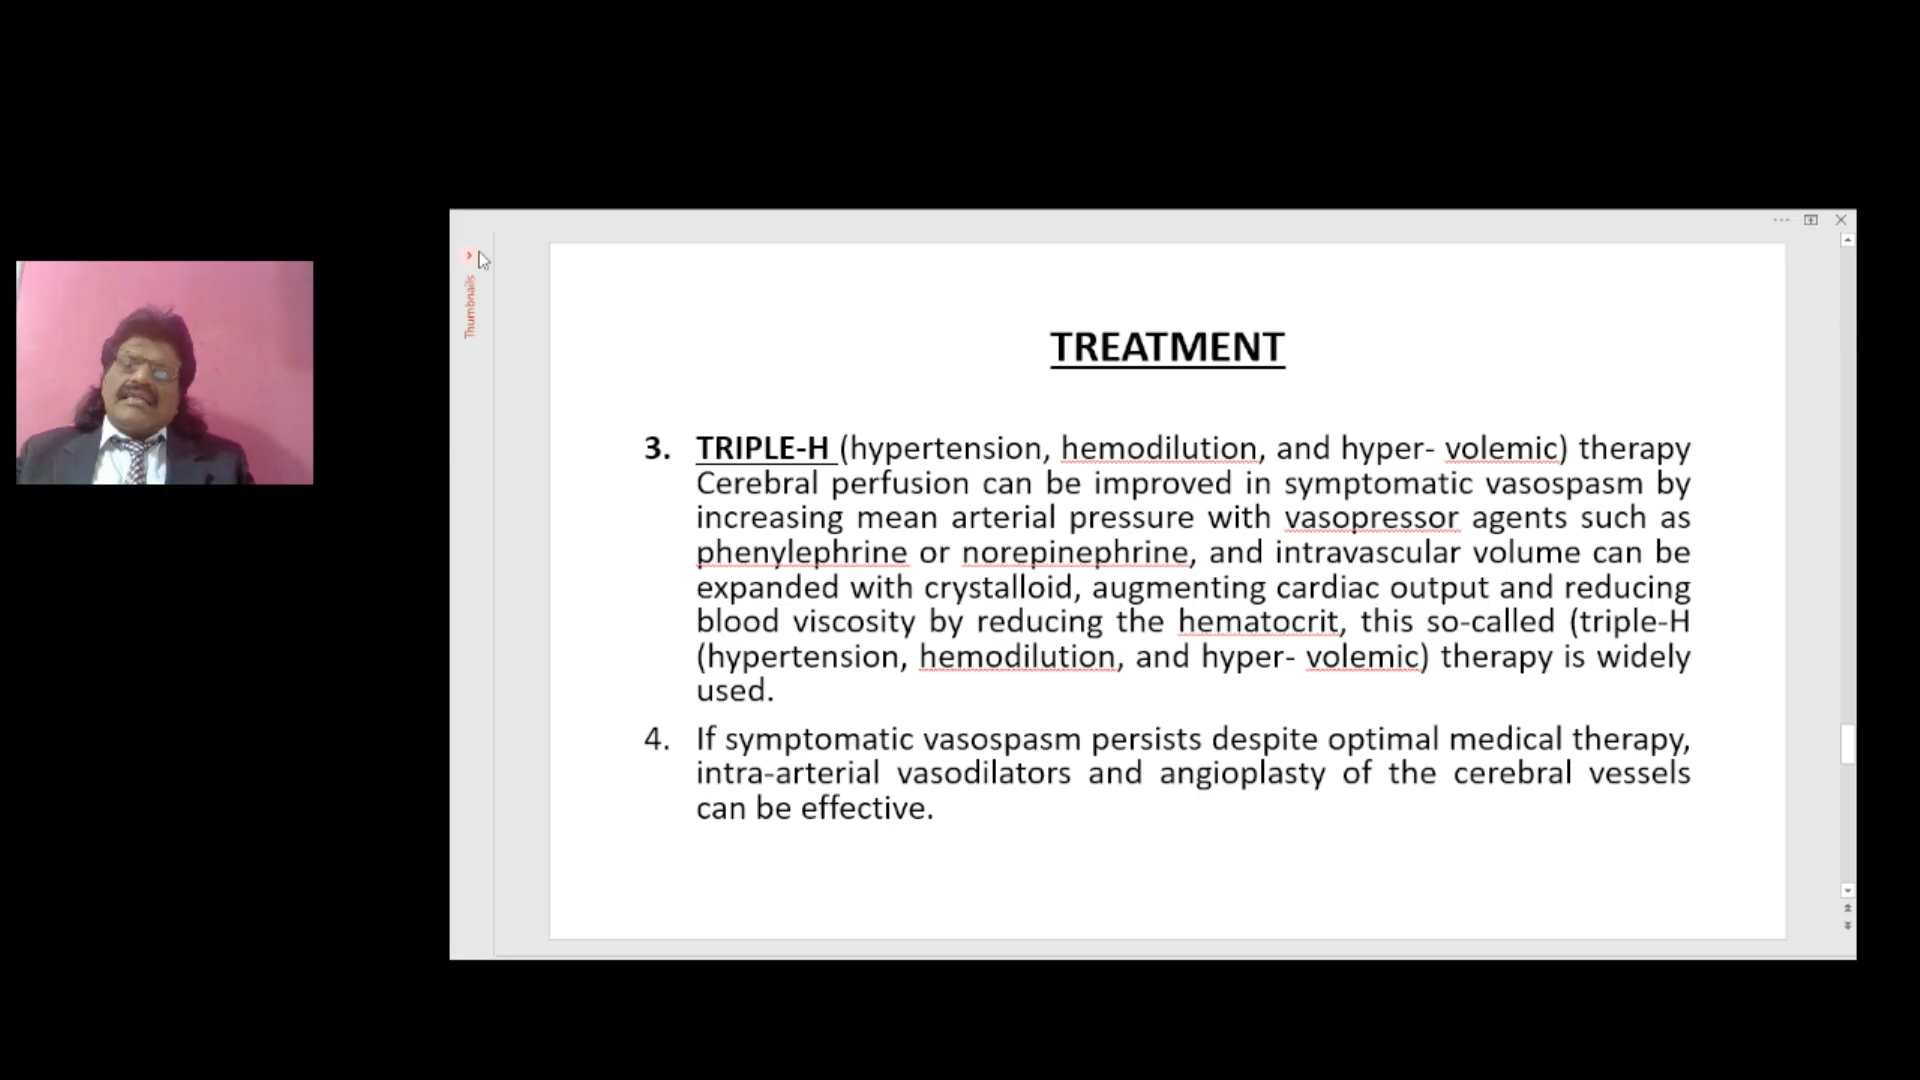 Thumbnails
TREATMENT
3. TRIPLE-H (hypertension, hemodilution, and hyper- volemic) therapy
Cerebral perfusion can be improved in symptomatic vasospasm by
increasing mean arterial pressure with vasopressor agents such as
phenylephrine or norepinephrine, and intravascular volume can be
expanded with crystalloid, augmenting cardiac output and reducing
blood viscosity by reducing the hematocrit, this so-called (triple-H
(hypertension, hemodilution, and hyper- volemic) therapy is widely
used.
4. If symptomatic vasospasm persists despite optimal medical therapy,
intra-arterial vasodilators and angioplasty of the cerebral vessels
can be effective.